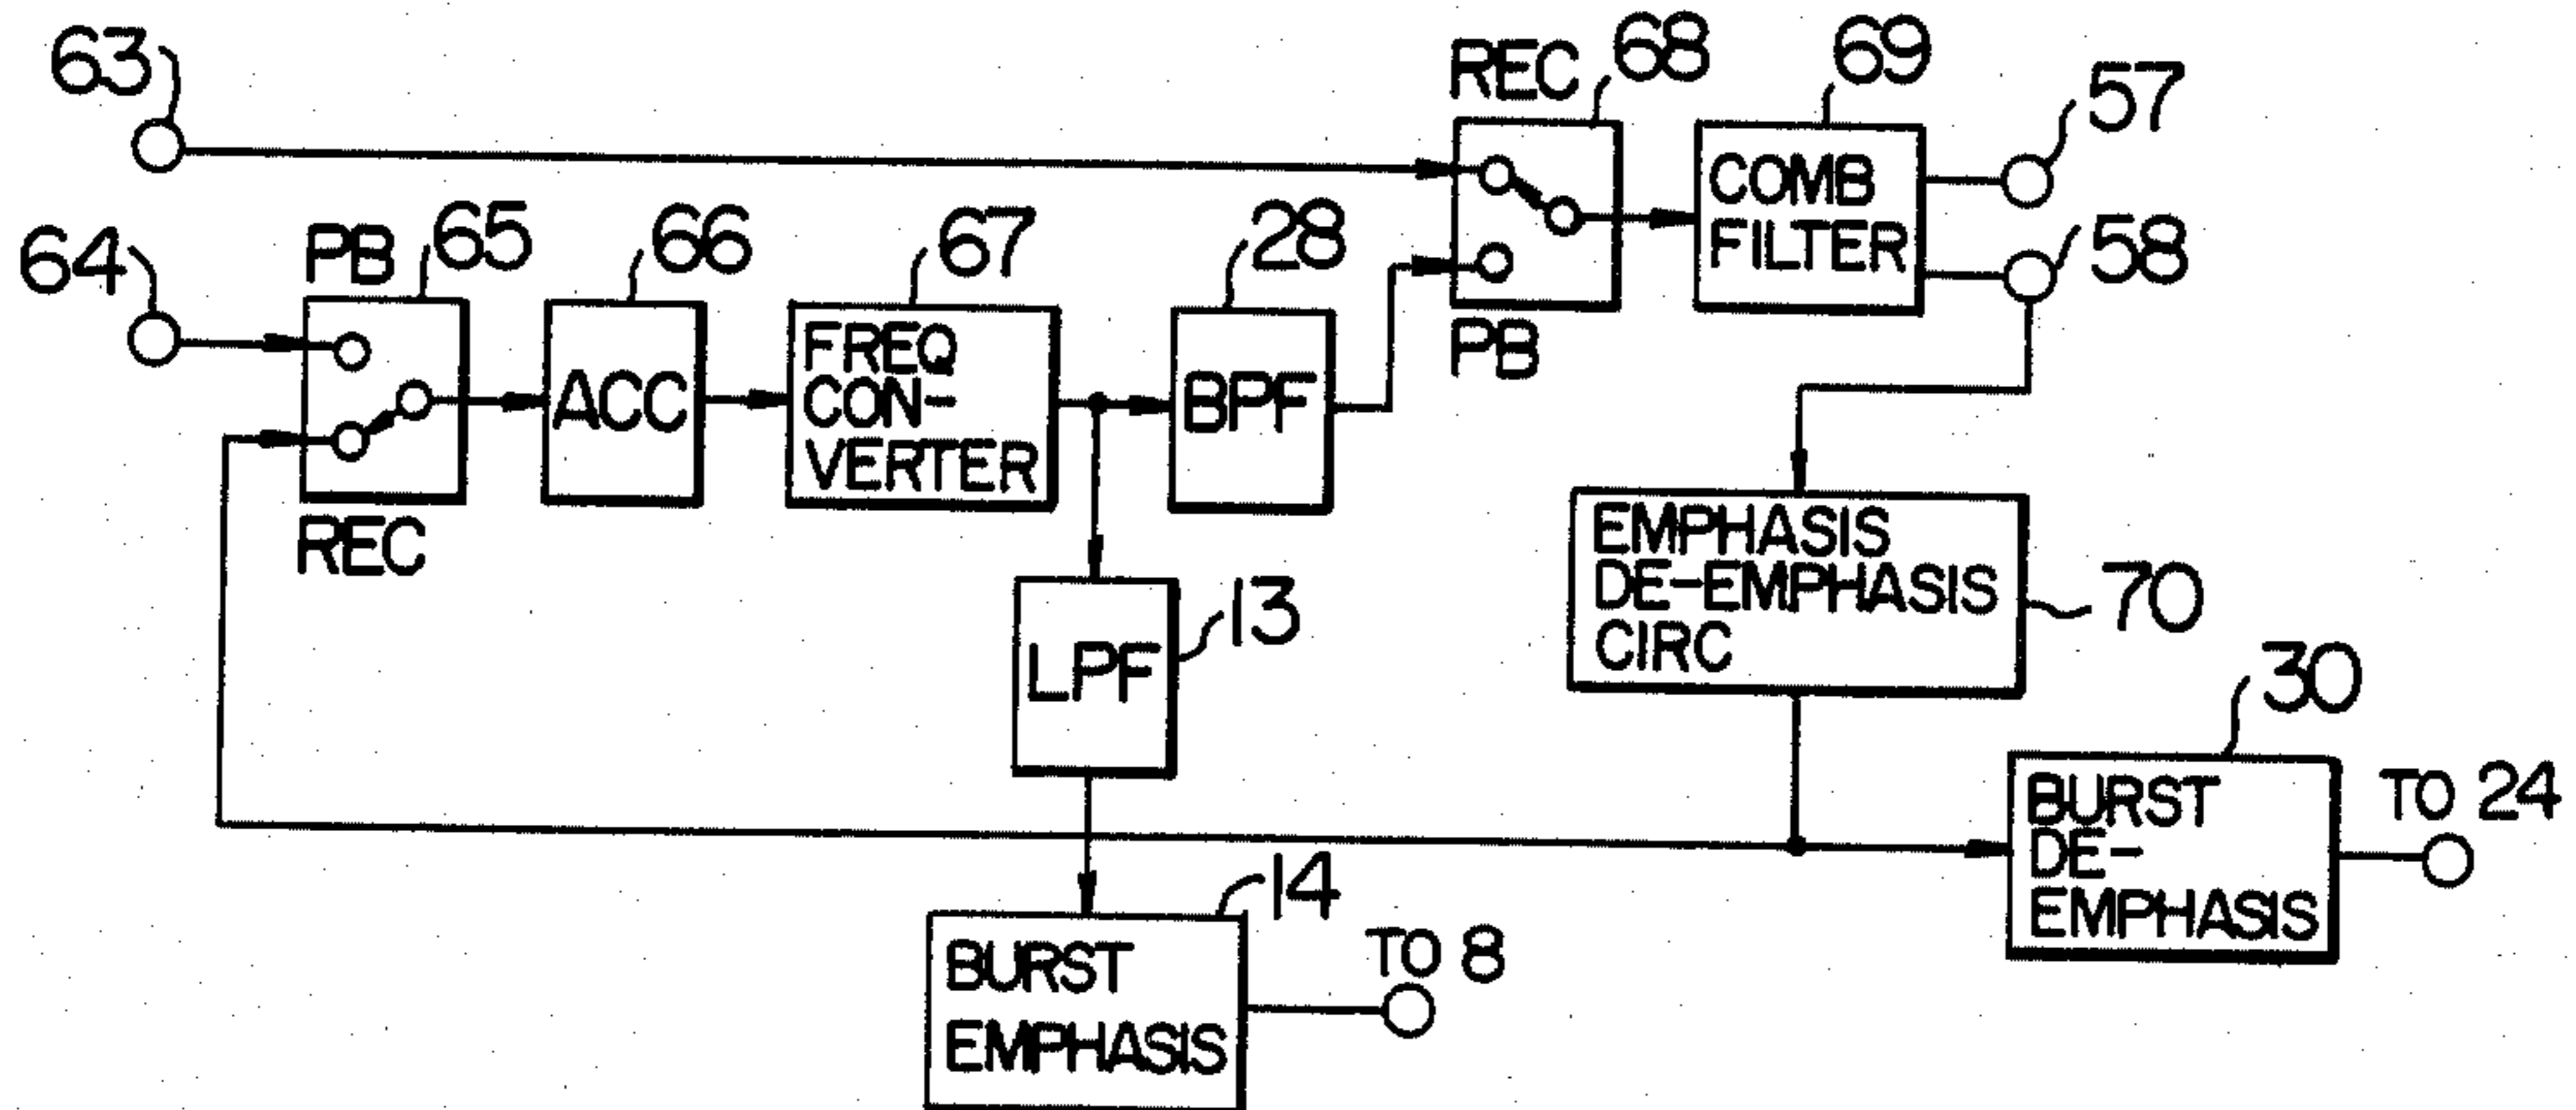 63
REC
68
69
57
COMB
FILTER
58
PB
64
PB
65
66
67
28
ACC
FREQ
CON-
VERTER
BPF
REC
LPF
13
EMPHASIS
DE-EMPHASIS
CIRC
70
30
BURST
DE-
EMPHASIS
TO 24
14
BURST
EMPHASIS
TO 8